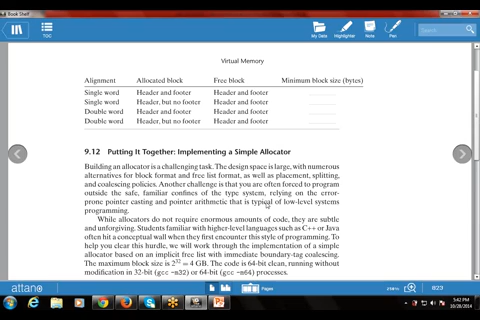 Book Shelf
TOC
My Data
Highlighter
Note
Pen
Search
Virtual Memory
Alignment Allocated block Free block Minimum block size (bytes)
Single word Header and footer Header and footer
Single word Header, but no footer Header and footer
Double word Header and footer Header and footer
Double word Header, but no footer Header and footer
9.12 Putting It Together: Implementing a Simple Allocator
Building an allocator is a challenging task. The design space is large, with numerous
alternatives for block format and free list format, as well as placement, splitting,
and coalescing policies. Another challenge is that you are often forced to program
outside the safe, familiar confines of the type system, relying on the error-
prone pointer casting and pointer arithmetic that is typical of low-level systems
programming.
While allocators do not require enormous amounts of code, they are subtle
and unforgiving. Students familiar with higher-level languages such as C++ or Java
often hit a conceptual wall when they first encounter this style of programming. To
help you clear this hurdle, we will work through the implementation of a simple
allocator based on an implicit free list with immediate boundary-tag coalescing.
The maximum block size is 2³² = 4 GB. The code is 64-bit clean, running without
modification in 32-bit (gcc -m32) or 64-bit (gcc -m64) processes.
attano
Pages
ZOOM
823
5:42 PM
10/28/2014